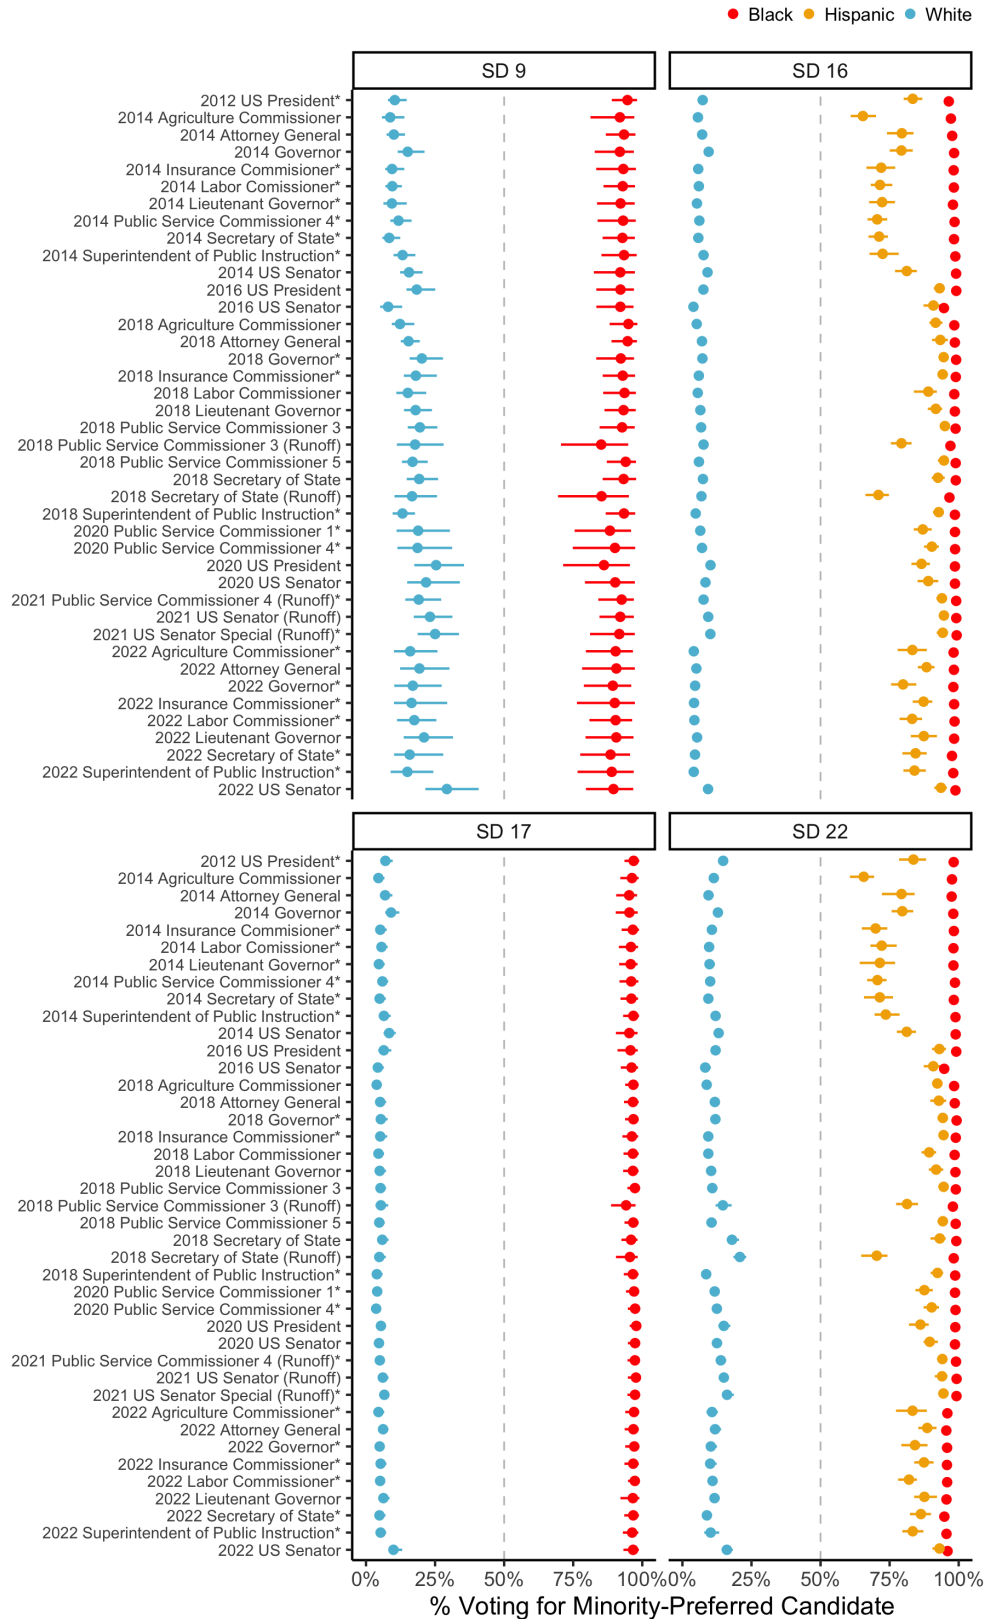 Black Hispanic White
SD 9 SD 16
2012 US President*
2014 Agriculture Commissioner
2014 Attorney General
2014 Governor
2014 Insurance Commisioner*
2014 Labor Comissioner*
2014 Lieutenant Governor*
2014 Public Service Commissioner 4*
2014 Secretary of State*
2014 Superintendent of Public Instruction*
2014 US Senator
2016 US President
2016 US Senator
2018 Agriculture Commissioner
2018 Attorney General
2018 Governor*
2018 Insurance Commissioner*
2018 Labor Commissioner
2018 Lieutenant Governor
2018 Public Service Commissioner 3
2018 Public Service Commissioner 3 (Runoff)
2018 Public Service Commissioner 5
2018 Secretary of State
2018 Secretary of State (Runoff)
2018 Superintendent of Public Instruction*
2020 Public Service Commissioner 1*
2020 Public Service Commissioner 4*
2020 US President
2020 US Senator
2021 Public Service Commissioner 4 (Runoff)*
2021 US Senator (Runoff)
2021 US Senator Special (Runoff)*
2022 Agriculture Commissioner*
2022 Attorney General
2022 Governor*
2022 Insurance Commissioner*
2022 Labor Commissioner*
2022 Lieutenant Governor
2022 Secretary of State*
2022 Superintendent of Public Instruction*
2022 US Senator
SD 17 SD 22
2012 US President*
2014 Agriculture Commissioner
2014 Attorney General
2014 Governor
2014 Insurance Commisioner*
2014 Labor Comissioner*
2014 Lieutenant Governor*
2014 Public Service Commissioner 4*
2014 Secretary of State*
2014 Superintendent of Public Instruction*
2014 US Senator
2016 US President
2016 US Senator
2018 Agriculture Commissioner
2018 Attorney General
2018 Governor*
2018 Insurance Commissioner*
2018 Labor Commissioner
2018 Lieutenant Governor
2018 Public Service Commissioner 3
2018 Public Service Commissioner 3 (Runoff)
2018 Public Service Commissioner 5
2018 Secretary of State
2018 Secretary of State (Runoff)
2018 Superintendent of Public Instruction*
2020 Public Service Commissioner 1*
2020 Public Service Commissioner 4*
2020 US President
2020 US Senator
2021 Public Service Commissioner 4 (Runoff)*
2021 US Senator (Runoff)
2021 US Senator Special (Runoff)*
2022 Agriculture Commissioner*
2022 Attorney General
2022 Governor*
2022 Insurance Commissioner*
2022 Labor Commissioner*
2022 Lieutenant Governor
2022 Secretary of State*
2022 Superintendent of Public Instruction*
2022 US Senator
0% 25% 50% 75% 100% 0% 25% 50% 75% 100%
% Voting for Minority-Preferred Candidate